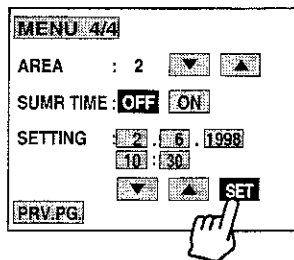 MENU 4/4
AREA : 2 ▼ ▲
SUMR TIME : OFF ON
SETTING : 2 . 6 . 1998
10 : 30
▼ ▲ SET
PRV.PG.